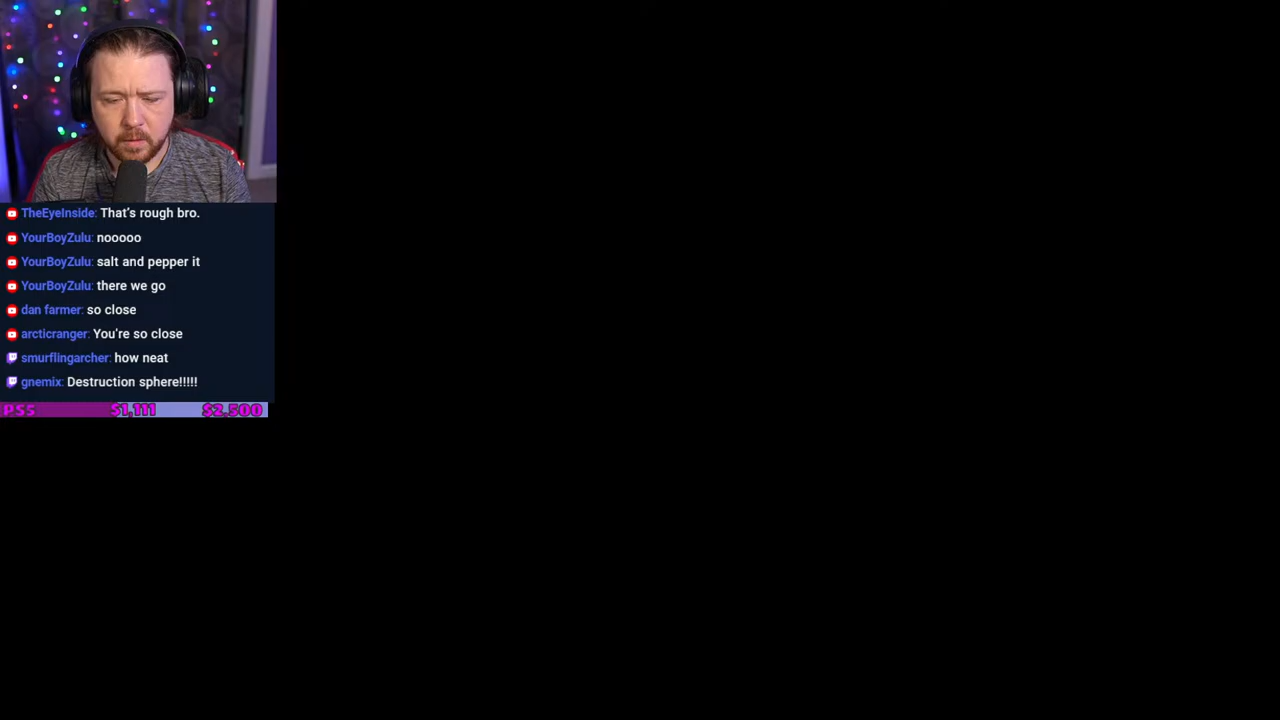 TheEyeInside: That's rough bro.
YourBoyZulu: nooooo
YourBoyZulu: salt and pepper it
YourBoyZulu: there we go
dan farmer: so close
arcticranger: You're so close
smurflingarcher: how neat
gnemix: Destruction sphere!!!!!
PS5 $1,111 $2,500